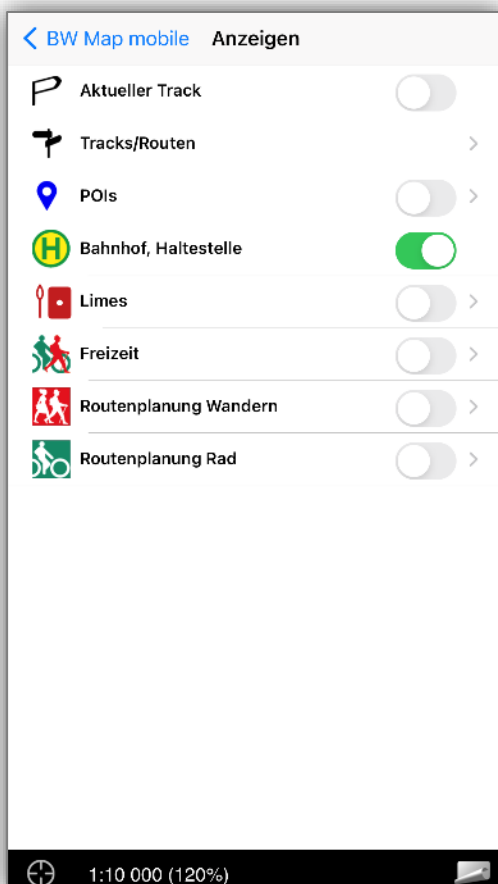 BW Map mobile Anzeigen
Aktueller Track
Tracks/Routen
POIs
H Bahnhof, Haltestelle
Limes
Freizeit
Routenplanung Wandern
Routenplanung Rad
1:10 000 (120%)